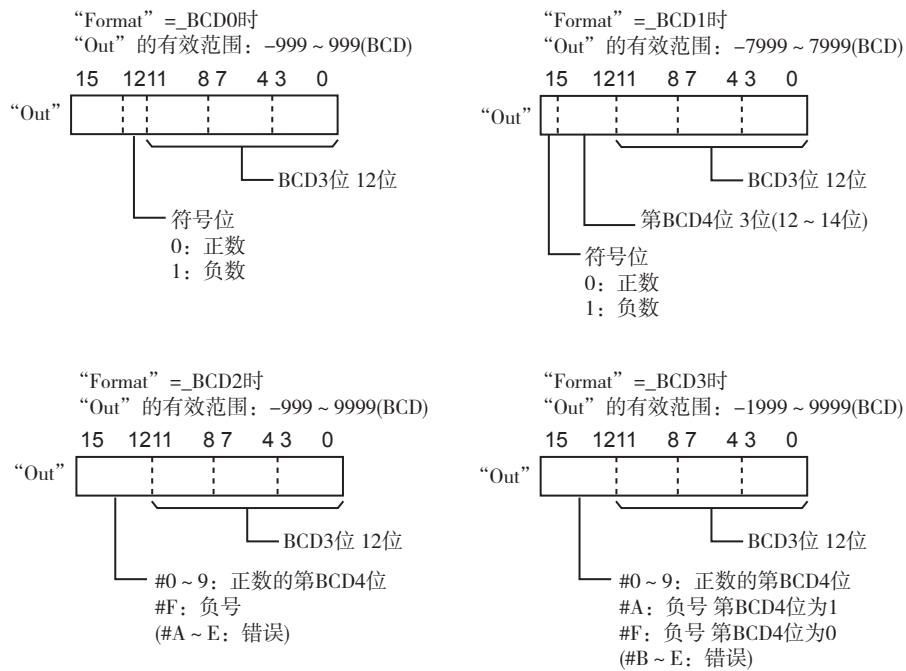 “Format”=_BCD0时
“Out”的有效范围：-999～999(BCD)
15 1211 8 7 4 3 0
“Out”
BCD3位 12位
符号位
0：正数
1：负数
“Format”=_BCD1时
“Out”的有效范围：-7999～7999(BCD)
15 1211 8 7 4 3 0
“Out”
BCD3位 12位
第BCD4位 3位(12～14位)
符号位
0：正数
1：负数
“Format”=_BCD2时
“Out”的有效范围：-999～9999(BCD)
15 1211 8 7 4 3 0
“Out”
BCD3位 12位
#0～9：正数的第BCD4位
#F：负号
(#A～E：错误)
“Format”=_BCD3时
“Out”的有效范围：-1999～9999(BCD)
15 1211 8 7 4 3 0
“Out”
BCD3位 12位
#0～9：正数的第BCD4位
#A：负号 第BCD4位为1
#F：负号 第BCD4位为0
(#B～E：错误)